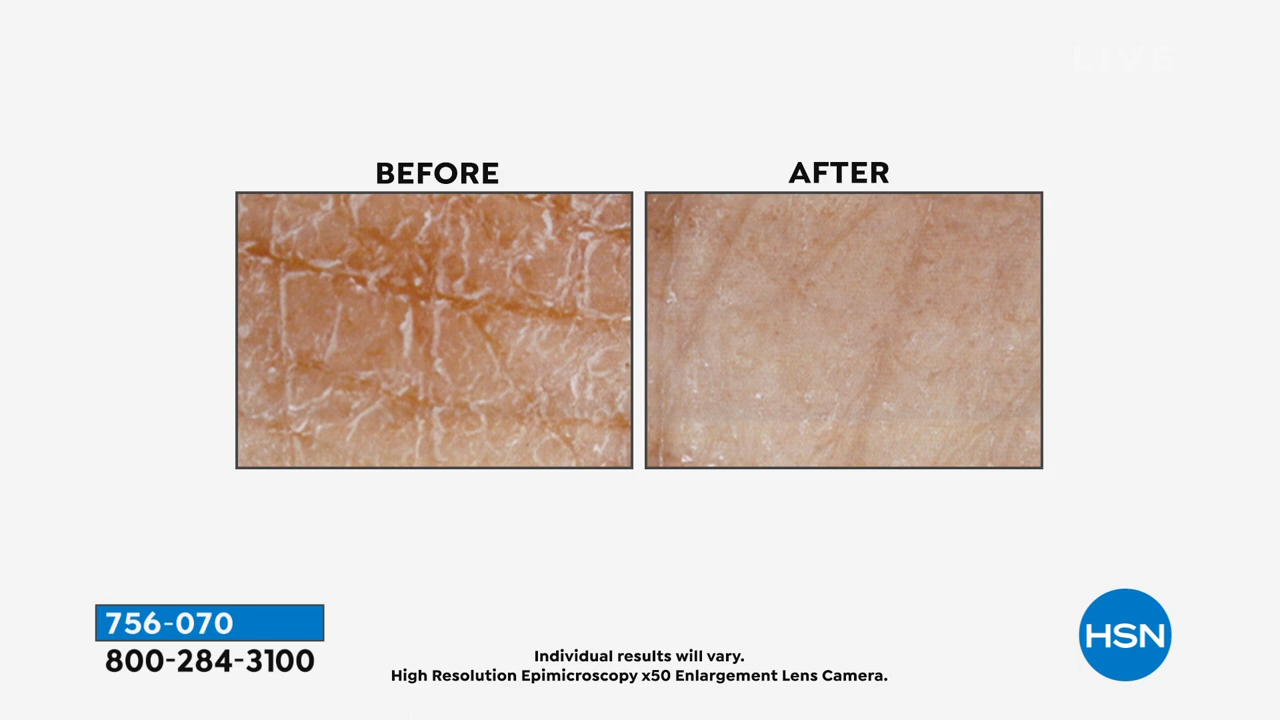 LIVE
BEFORE
AFTER
756-070
800-284-3100
Individual results will vary.
High Resolution Epimicroscopy x50 Enlargement Lens Camera.
HSN